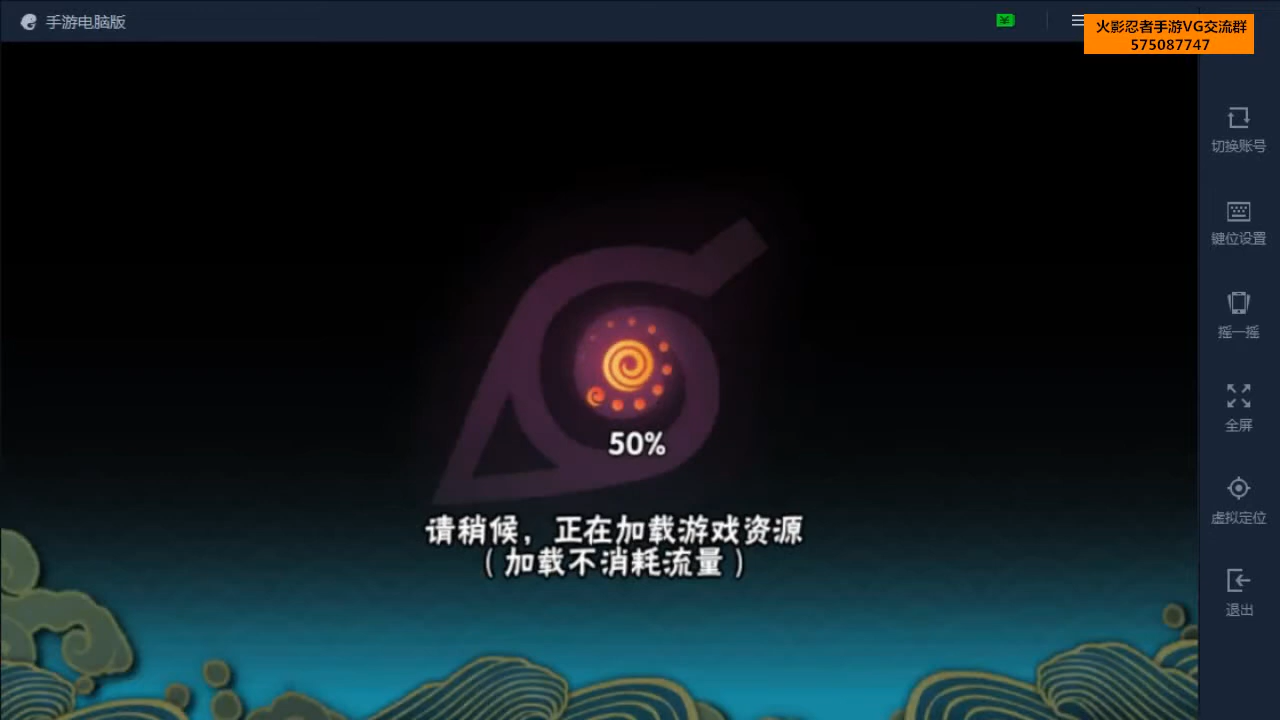 手游电脑版
火影忍者手游VG交流群
575087747
切换账号
键位设置
摇一摇
全屏
虚拟定位
退出
50%
请稍候，正在加载游戏资源
（加载不消耗流量）